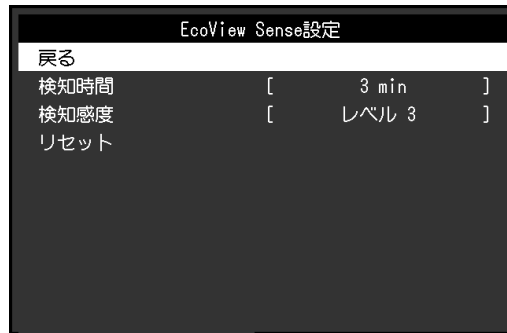 EcoView Sense設定
戻る
検知時間 [ 3 min ]
検知感度 [ レベル 3 ]
リセット